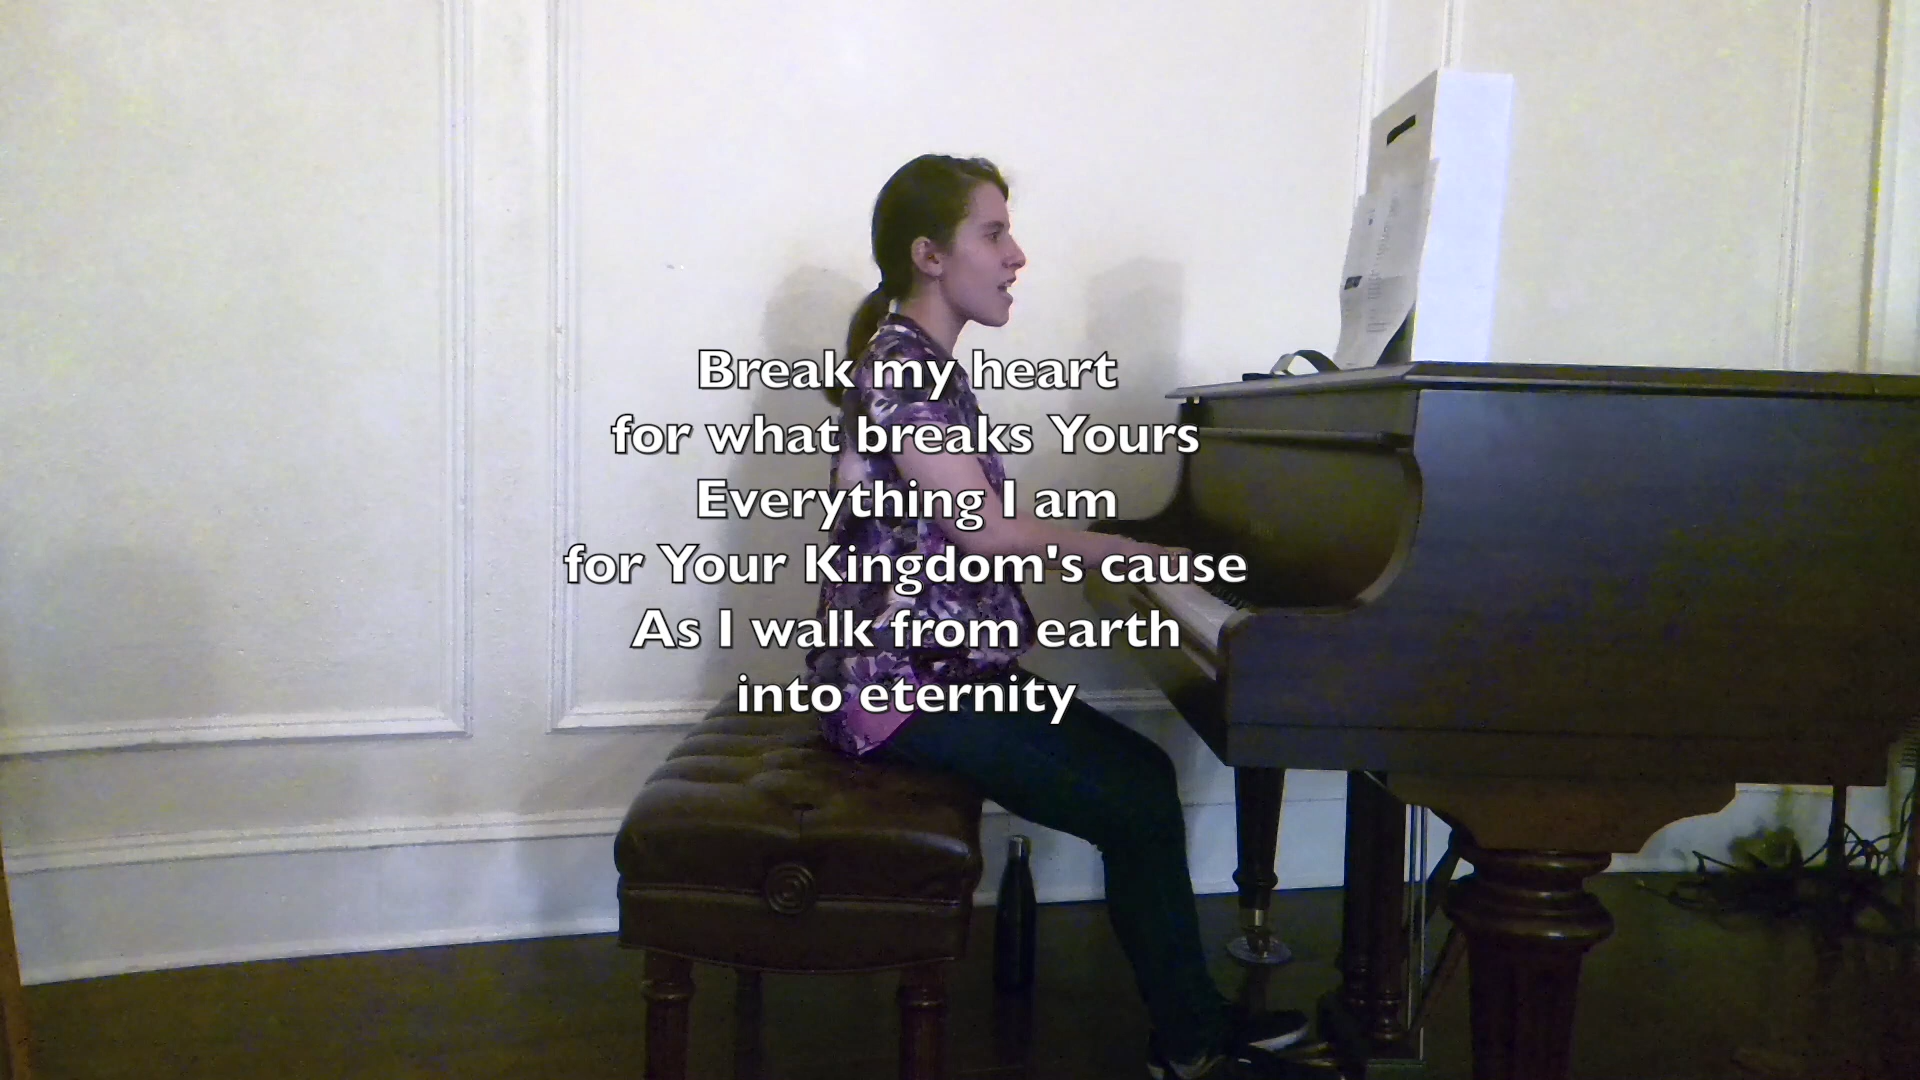 Break my heart
for what breaks Yours
Everything I am
for Your Kingdom's cause
As I walk from earth
into eternity